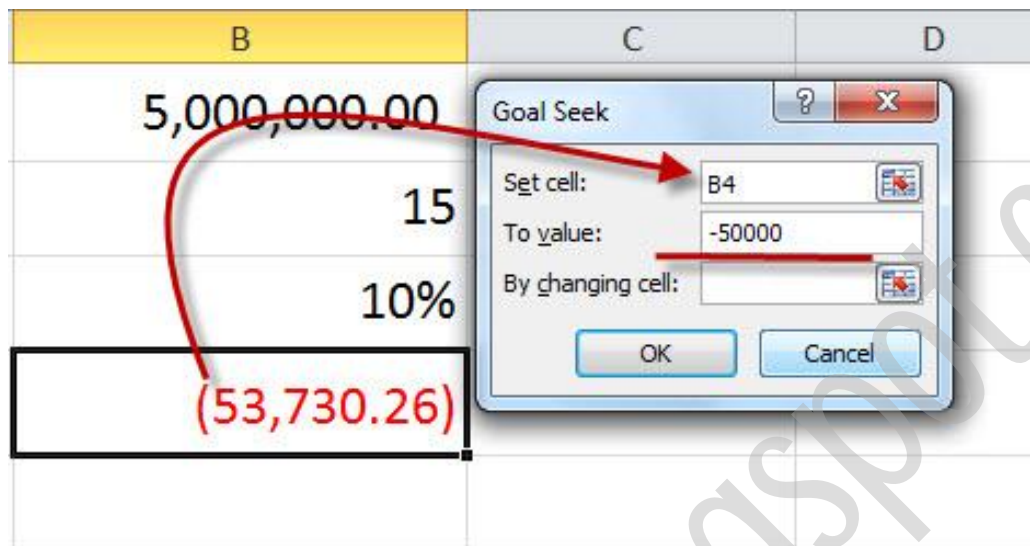 B C D
5,000,000.00
15
10%
(53,730.26)
Goal Seek
?
Set cell: B4
To value: -50000
By changing cell:
OK Cancel